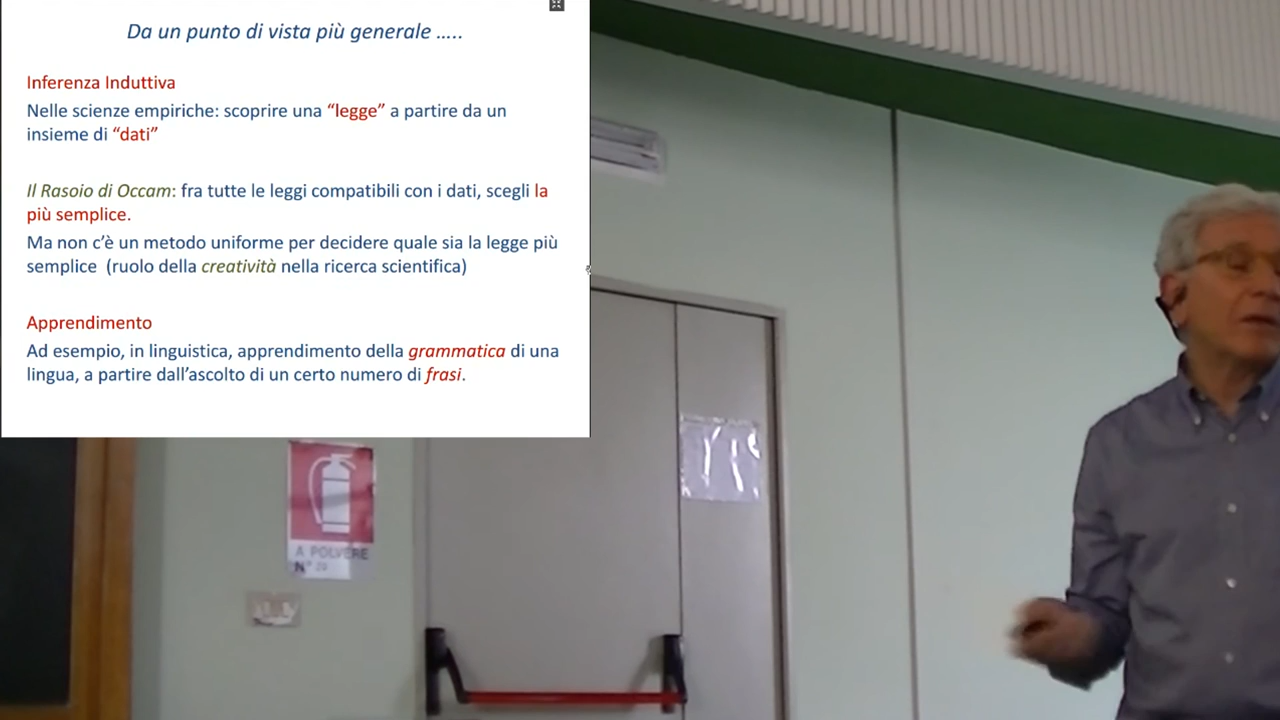 Da un punto di vista più generale …..
Inferenza Induttiva
Nelle scienze empiriche: scoprire una “legge” a partire da un
insieme di “dati”
Il Rasoio di Occam: fra tutte le leggi compatibili con i dati, scegli la
più semplice.
Ma non c’è un metodo uniforme per decidere quale sia la legge più
semplice (ruolo della creatività nella ricerca scientifica)
Apprendimento
Ad esempio, in linguistica, apprendimento della grammatica di una
lingua, a partire dall’ascolto di un certo numero di frasi.
A POLVERE
N°